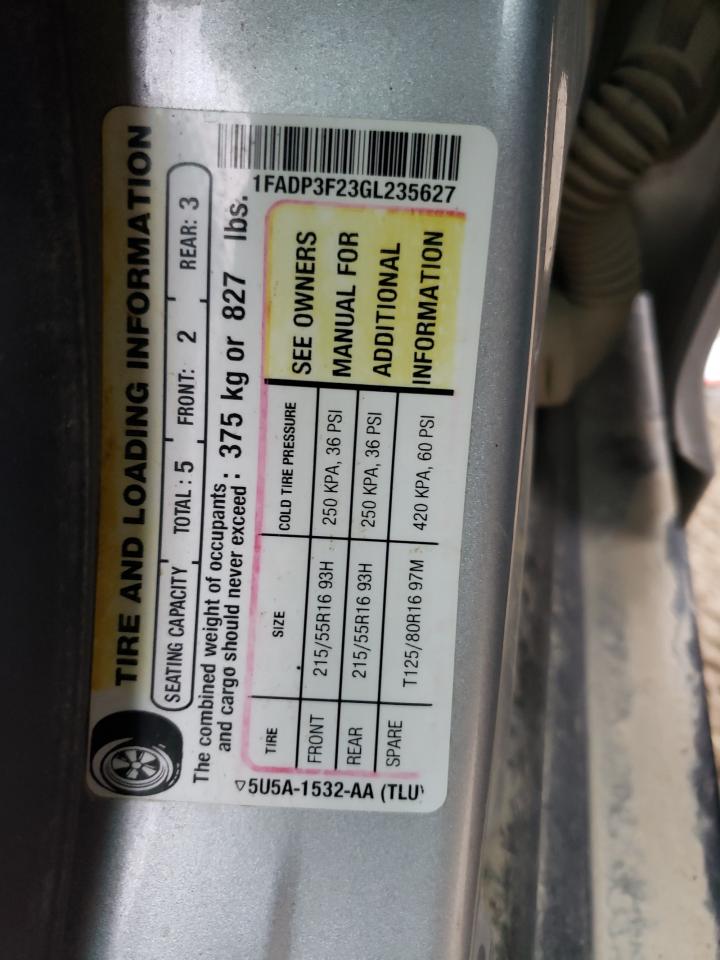 TIRE AND LOADING INFORMATION
SEATING CAPACITY TOTAL : 5 FRONT: 2 REAR: 3
The combined weight of occupants
and cargo should never exceed : 375 kg or 827 lbs.
1FADP3F23GL235627
TIRE SIZE COLD TIRE PRESSURE
FRONT 215/55R16 93H 250 KPA, 36 PSI
REAR 215/55R16 93H 250 KPA, 36 PSI
SPARE T125/80R16 97M 420 KPA, 60 PSI
SEE OWNERS
MANUAL FOR
ADDITIONAL
INFORMATION
▽5U5A-1532-AA (TLU)